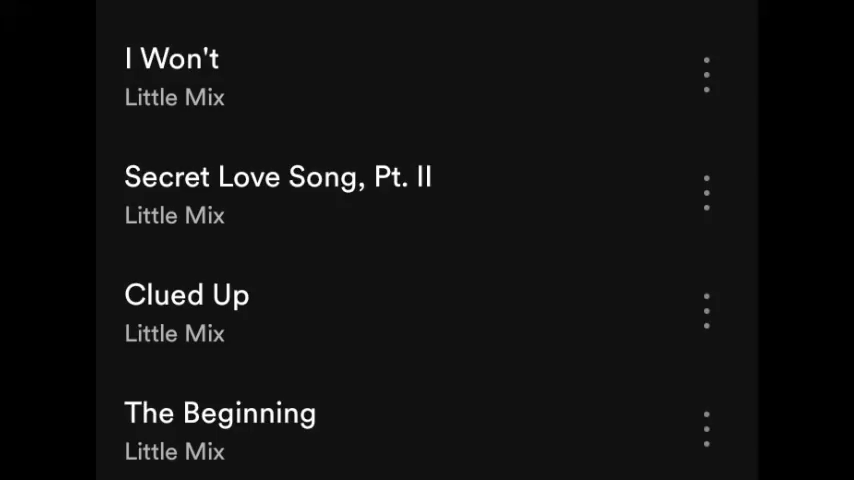 I Won't
Little Mix
Secret Love Song, Pt. II
Little Mix
Clued Up
Little Mix
The Beginning
Little Mix